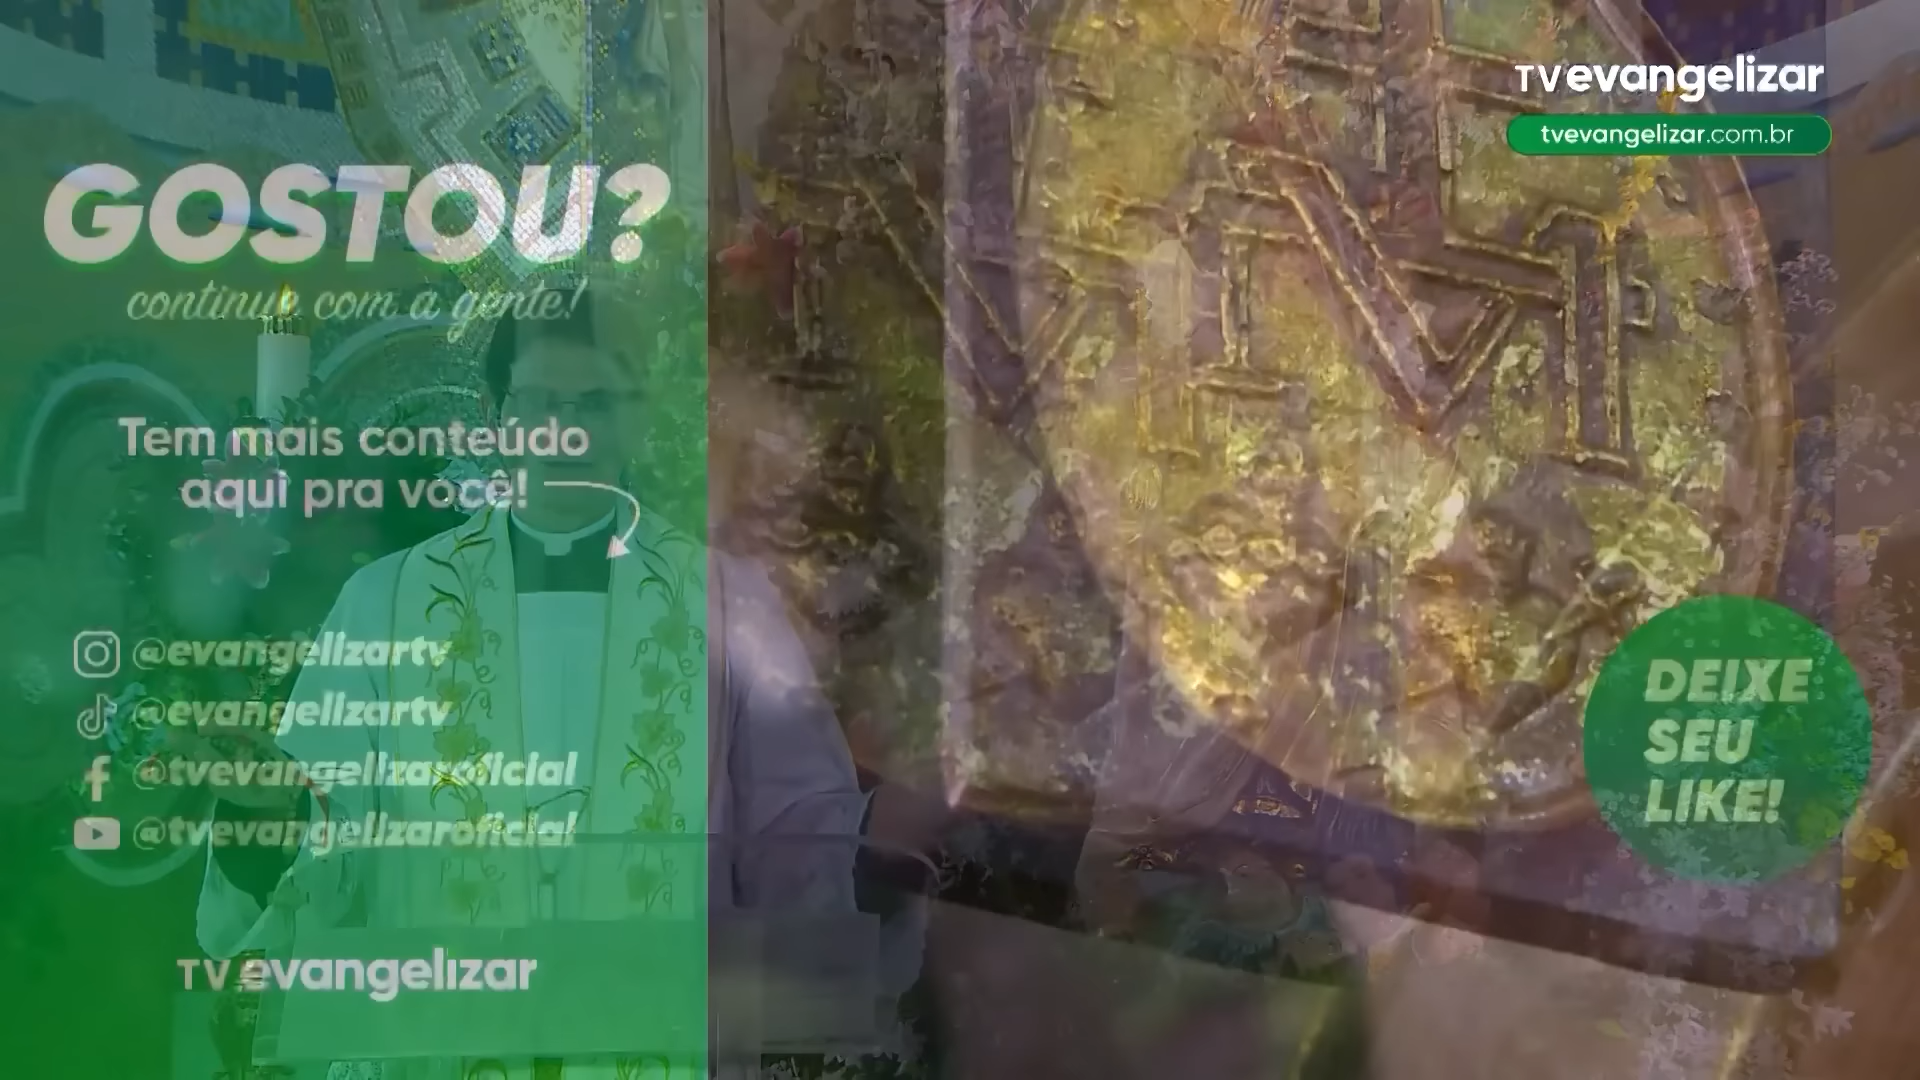 TV evangelizar
tvevangelizar.com.br
GOSTOU?
continue com a gente!
Tem mais conteúdo
aqui pra você!
@evangelizartv
@evangelizartv
@tvevangelizaroficial
@tvevangelizaroficial
TV evangelizar
DEIXE
SEU
LIKE!
M